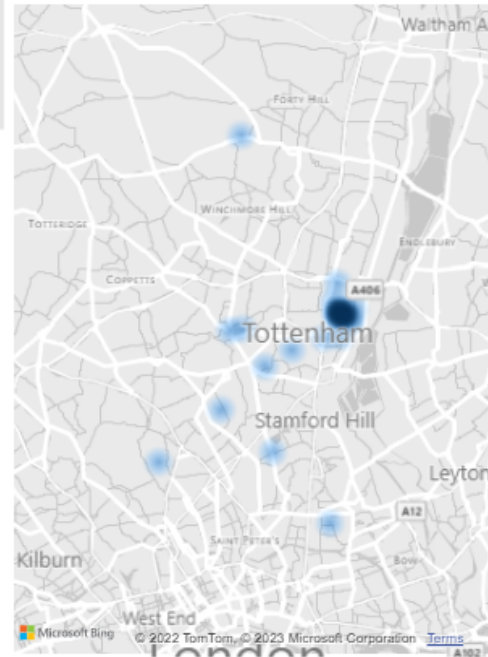 Waltham A
FORTY HILL
WINCHMORE HILL
TOTTERIDGE
ENDLEBURY
COPPETTS
A406
Tottenham
Stamford Hill
Leyton
A12
SAINT PETER'S
BOW
Kilburn
West End
Microsoft Bing
© 2022 TomTom, © 2023 Microsoft Corporation Terms
London
A102